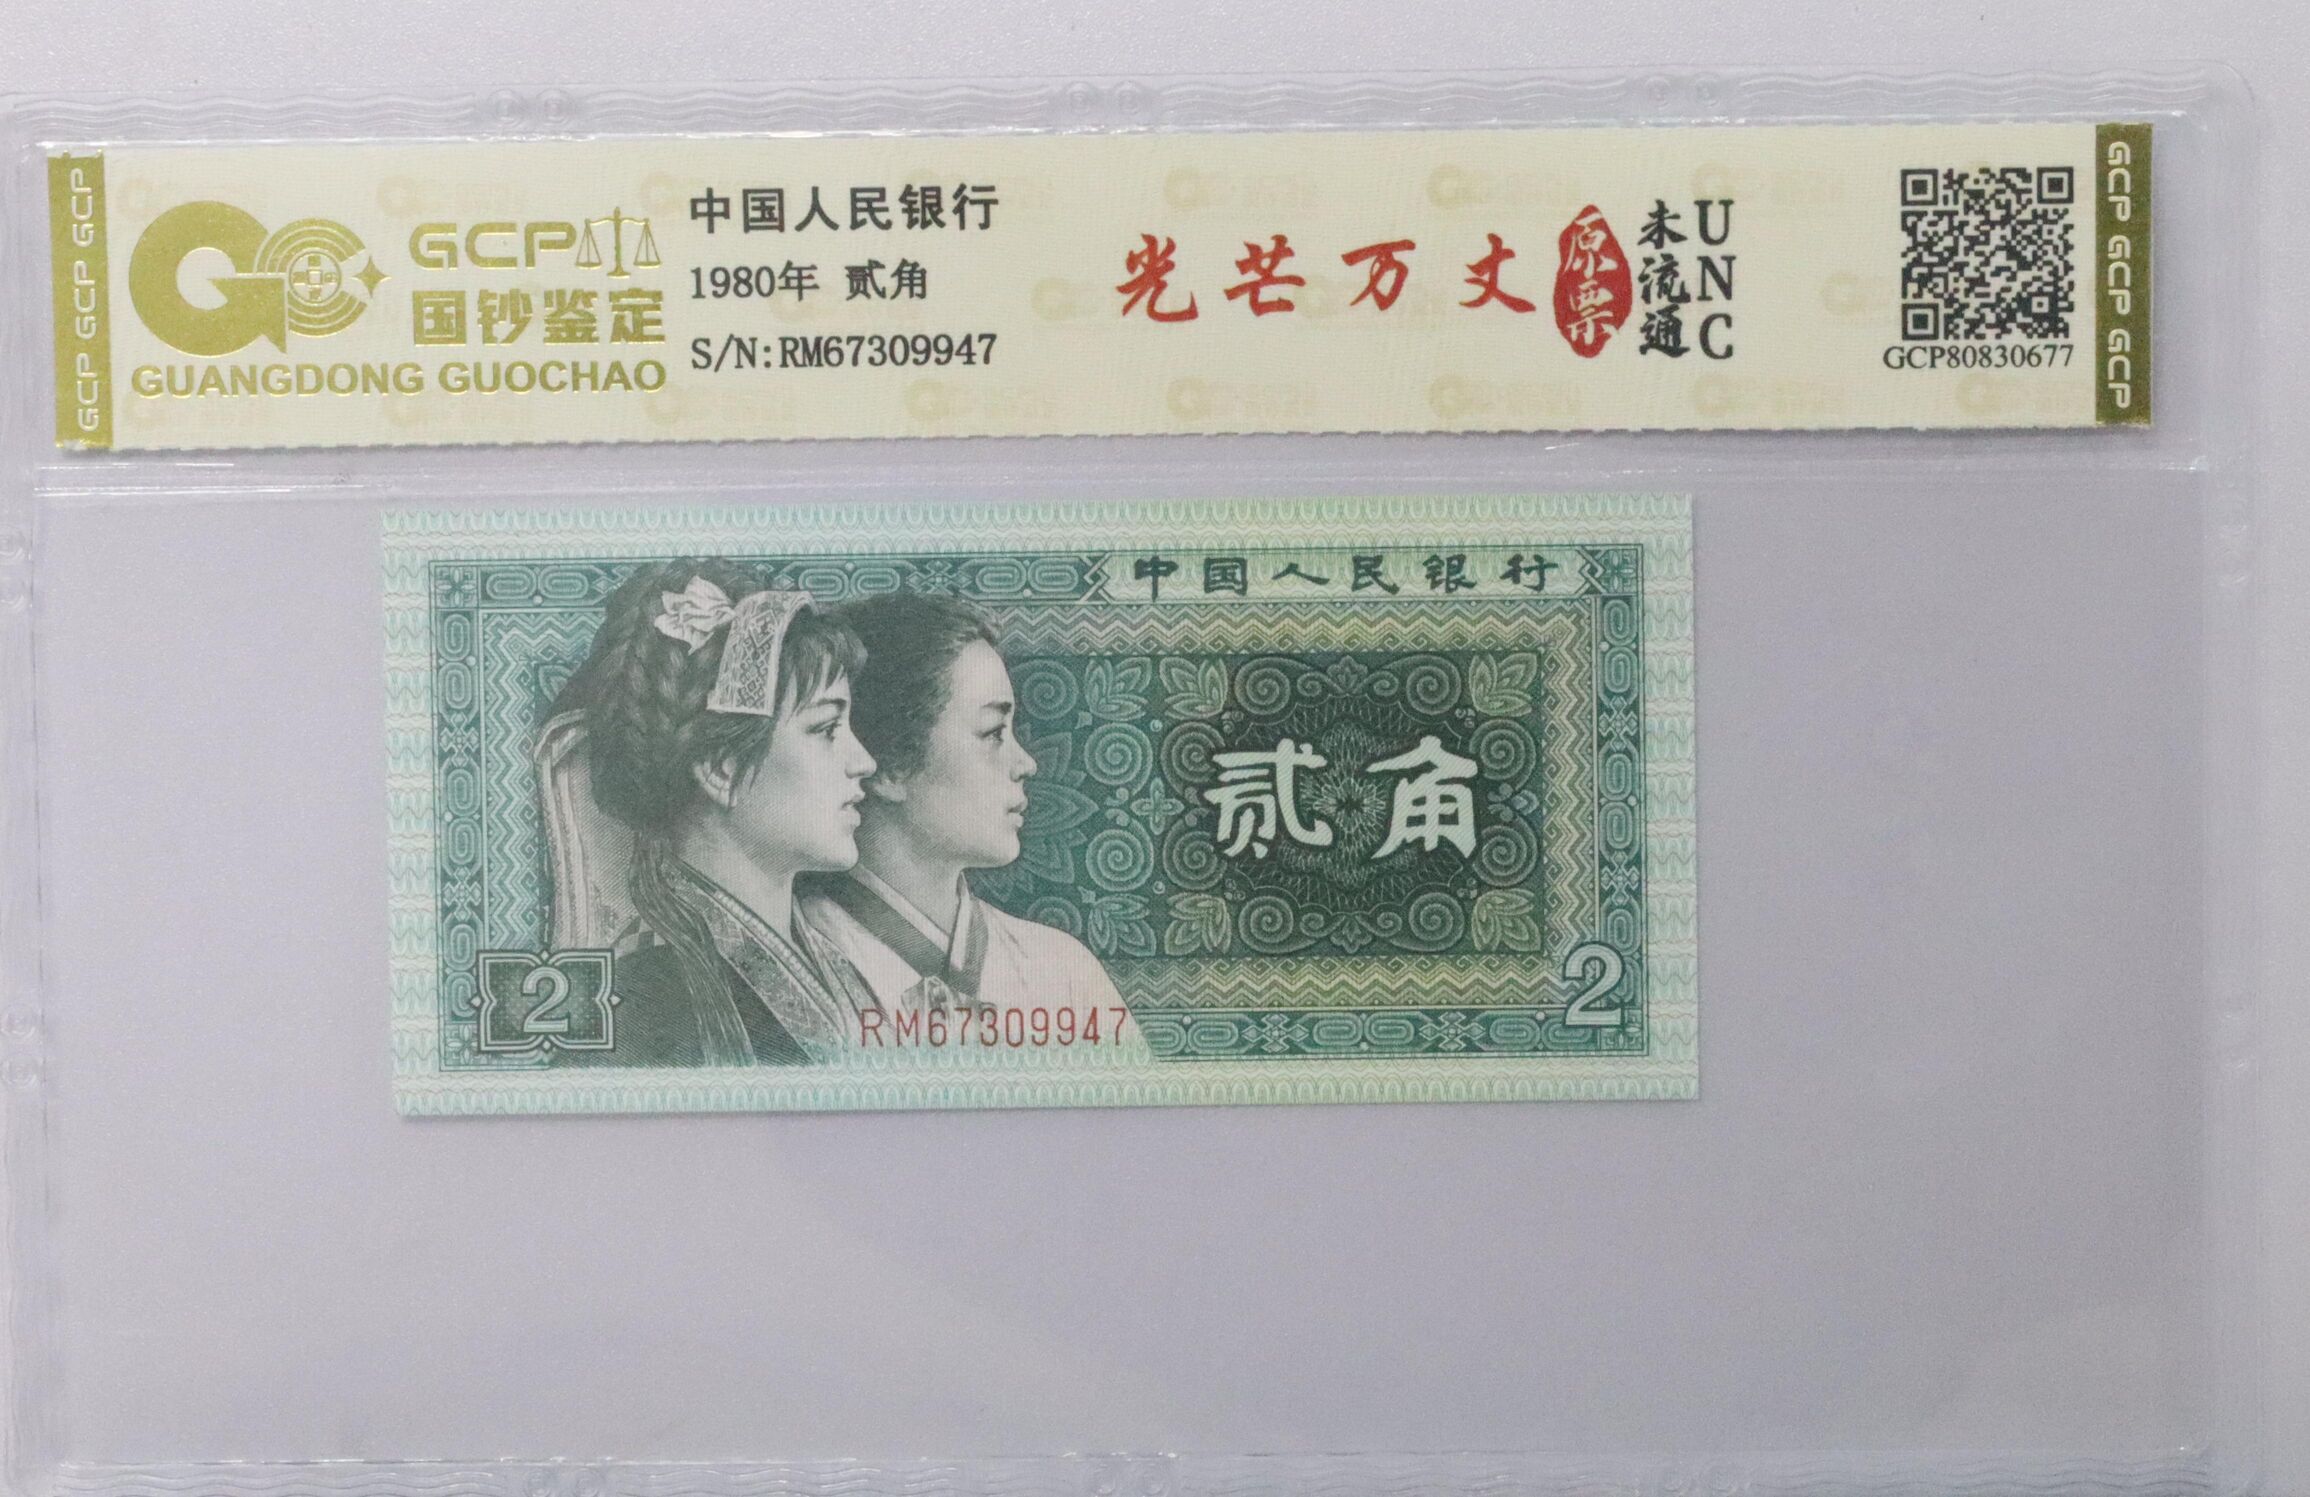 GCP GCP GCP
GCP
国钞鉴定
GUANGDONG GUOCHAO
中国人民银行
1980年 贰角
S/N:RM67309947
光芒万丈
原票
未流通
UNC
GCP80830677
GCP GCP GCP
中国人民银行
贰角
2
RM67309947
2